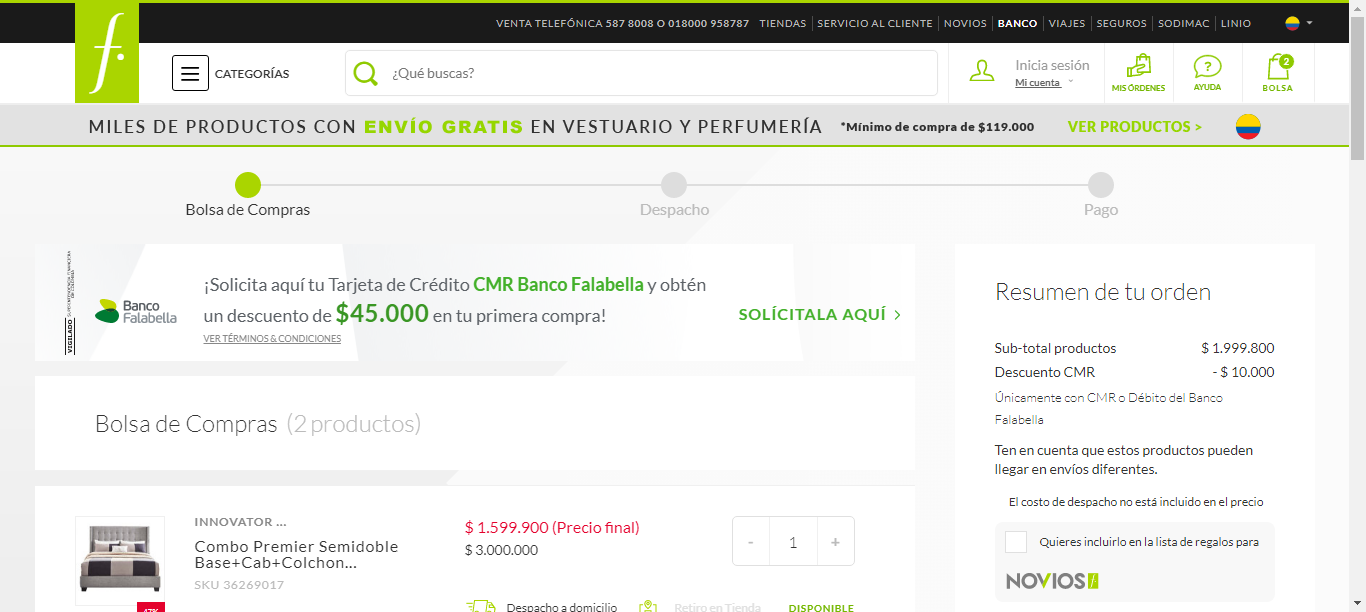 VENTA TELEFÓNICA 587 8008 O 018000 958787 TIENDAS SERVICIO AL CLIENTE NOVIOS BANCO VIAJES SEGUROS SODIMAC LINIO
f.
CATEGORÍAS
¿Qué buscas?
Inicia sesión
Mi cuenta
MIS ÓRDENES
AYUDA
2
BOLSA
MILES DE PRODUCTOS CON ENVÍO GRATIS EN VESTUARIO Y PERFUMERÍA *Mínimo de compra de $119.000 VER PRODUCTOS >
Bolsa de Compras
Despacho
Pago
VIGILADO
Banco
Falabella
¡Solicita aquí tu Tarjeta de Crédito CMR Banco Falabella y obtén
un descuento de $45.000 en tu primera compra!
VER TÉRMINOS & CONDICIONES
SOLÍCITALA AQUÍ >
Bolsa de Compras (2 productos)
INNOVATOR ...
Combo Premier Semidoble
Base+Cab+Colchon...
SKU 36269017
47%
$ 1.599.900 (Precio final)
$ 3.000.000
- 1 +
Despacho a domicilio
Retiro en Tienda
DISPONIBLE
Resumen de tu orden
Sub-total productos $ 1.999.800
Descuento CMR - $ 10.000
Únicamente con CMR o Débito del Banco
Falabella
Ten en cuenta que estos productos pueden
llegar en envíos diferentes.
El costo de despacho no está incluido en el precio
Quieres incluirlo en la lista de regalos para
NOVIOS f